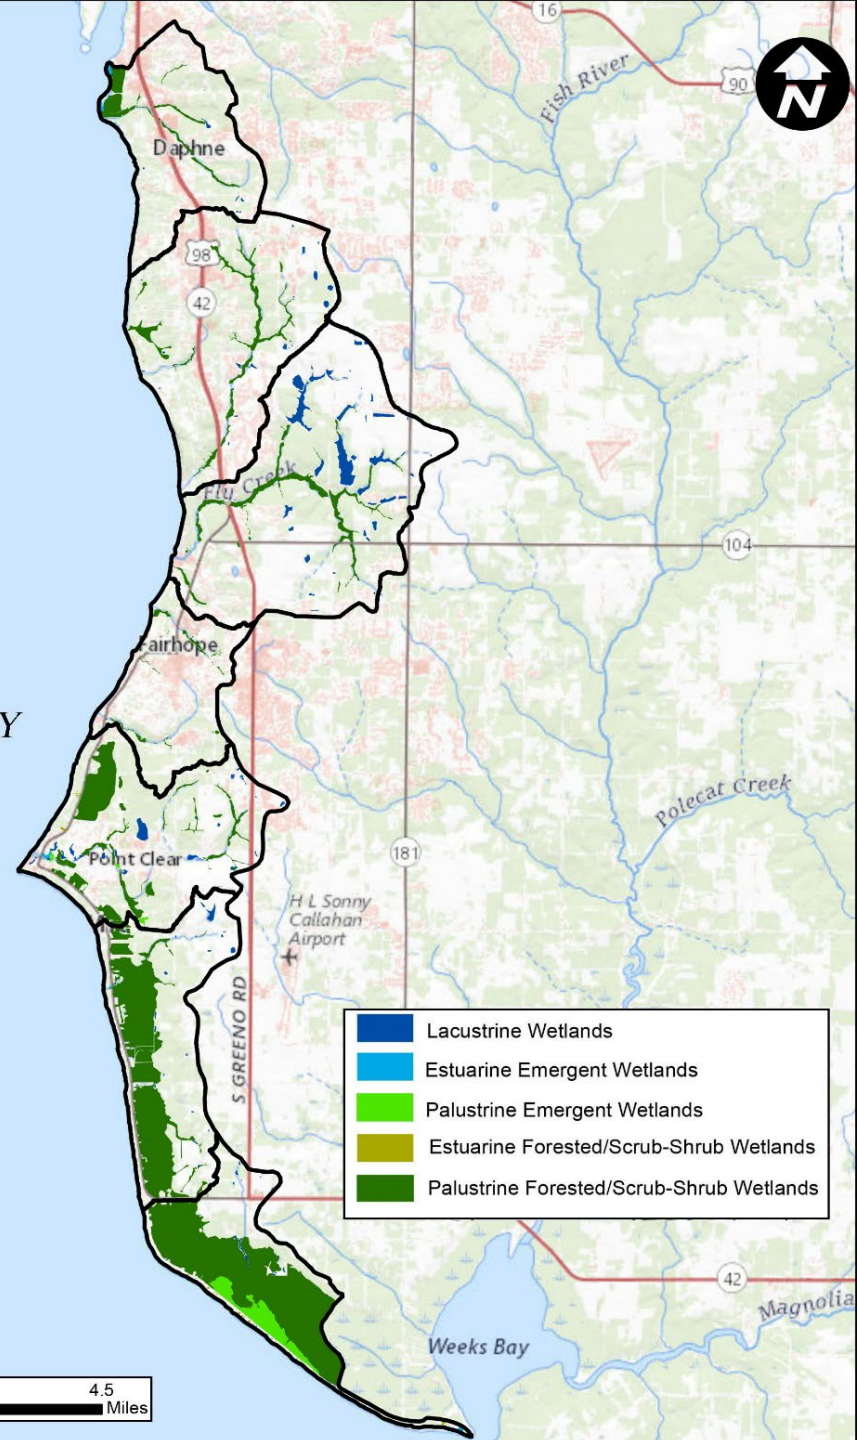 16
90
N
Fish River
Daphne
98
42
Fly Creek
104
Fairhope
Y
Polecat Creek
Point Clear
181
H L Sonny
Callahan
Airport
S GREENO RD
Lacustrine Wetlands
Estuarine Emergent Wetlands
Palustrine Emergent Wetlands
Estuarine Forested/Scrub-Shrub Wetlands
Palustrine Forested/Scrub-Shrub Wetlands
42
Magnolia
Weeks Bay
4.5
Miles